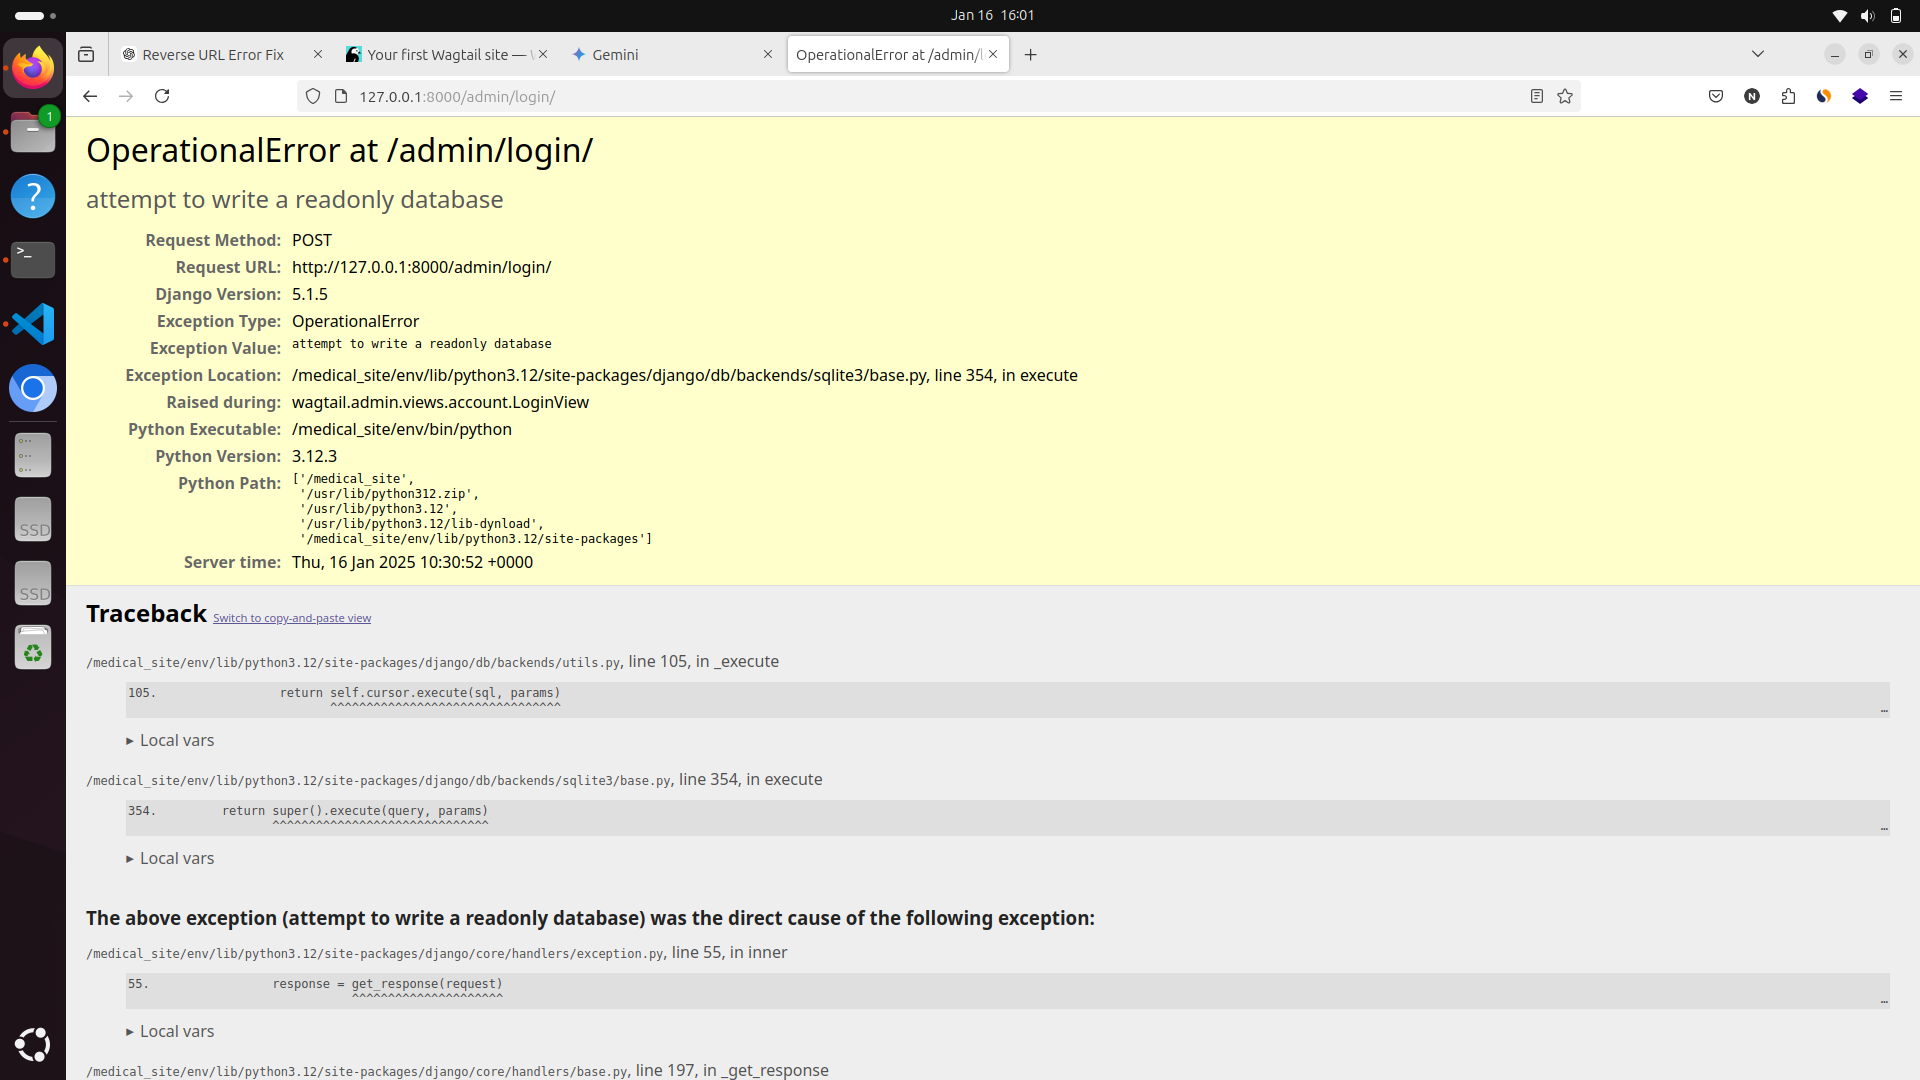 Jan 16 16:01
Reverse URL Error Fix
Your first Wagtail site —
Gemini
OperationalError at /admin/l
127.0.0.1:8000/admin/login/
N
1
?
>_
SSD
SSD
OperationalError at /admin/login/
attempt to write a readonly database
Request Method: POST
Request URL: http://127.0.0.1:8000/admin/login/
Django Version: 5.1.5
Exception Type: OperationalError
Exception Value: attempt to write a readonly database
Exception Location: /medical_site/env/lib/python3.12/site-packages/django/db/backends/sqlite3/base.py, line 354, in execute
Raised during: wagtail.admin.views.account.LoginView
Python Executable: /medical_site/env/bin/python
Python Version: 3.12.3
Python Path: ['/medical_site',
'/usr/lib/python312.zip',
'/usr/lib/python3.12',
'/usr/lib/python3.12/lib-dynload',
'/medical_site/env/lib/python3.12/site-packages']
Server time: Thu, 16 Jan 2025 10:30:52 +0000
Traceback Switch to copy-and-paste view
/medical_site/env/lib/python3.12/site-packages/django/db/backends/utils.py, line 105, in _execute
105. return self.cursor.execute(sql, params)
^^^^^^^^^^^^^^^^^^^^^^^^^^^^^^^^
…
▶ Local vars
/medical_site/env/lib/python3.12/site-packages/django/db/backends/sqlite3/base.py, line 354, in execute
354. return super().execute(query, params)
^^^^^^^^^^^^^^^^^^^^^^^^^^^^^^
…
▶ Local vars
The above exception (attempt to write a readonly database) was the direct cause of the following exception:
/medical_site/env/lib/python3.12/site-packages/django/core/handlers/exception.py, line 55, in inner
55. response = get_response(request)
^^^^^^^^^^^^^^^^^^^^^
…
▶ Local vars
/medical_site/env/lib/python3.12/site-packages/django/core/handlers/base.py, line 197, in _get_response